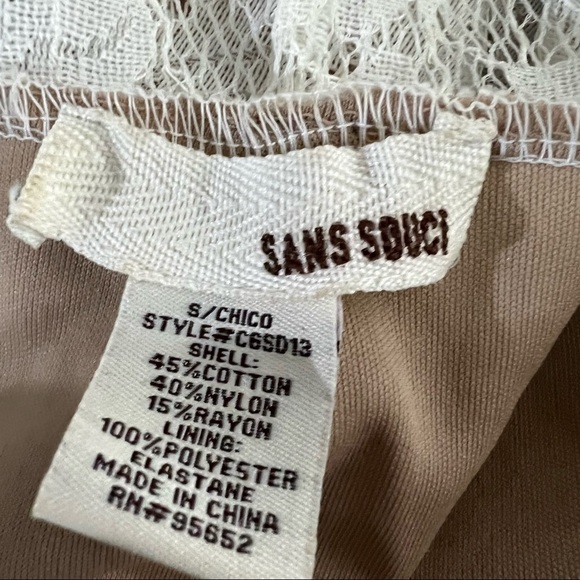 SANS SOUCI
S/CHICO
STYLE#C6SD13
SHELL:
45%COTTON
40%NYLON
15%RAYON
LINING:
100%POLYESTER
ELASTANE
MADE IN CHINA
RN#95652